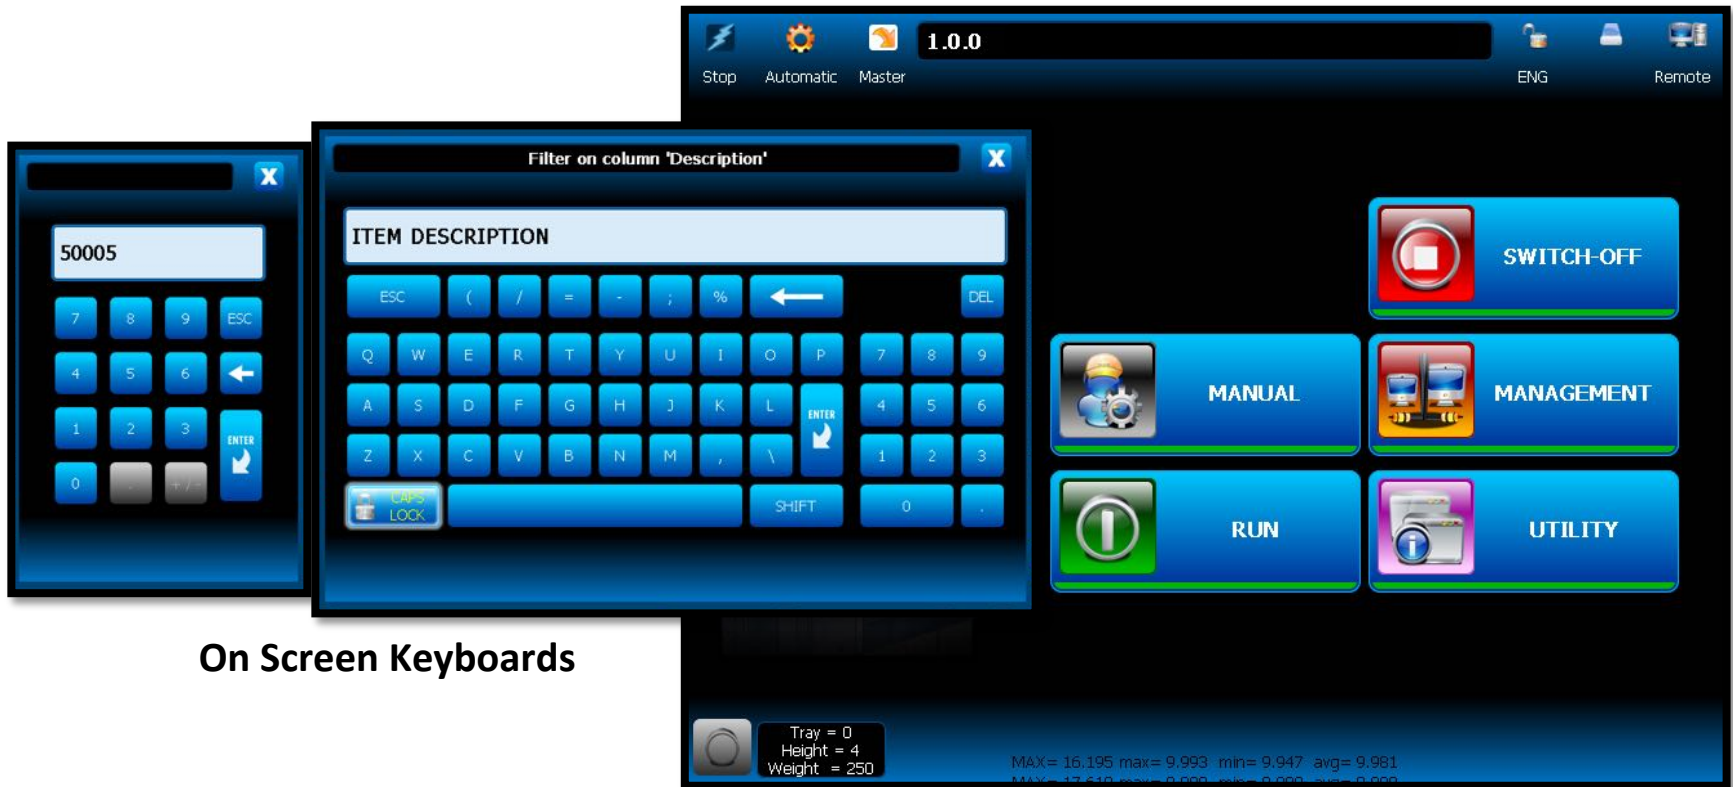 1.0.0
Stop Automatic Master ENG Remote
Filter on column 'Description'
X
X
50005
ITEM DESCRIPTION
7 8 9 ESC
4 5 6
1 2 3 ENTER
0 . +/-
ESC ( / = - ; % DEL
Q W E R T Y U I O P 7 8 9
A S D F G H J K L ENTER 4 5 6
Z X C V B N M , \ 1 2 3
CAPS
LOCK
SHIFT 0 .
SWITCH-OFF
MANUAL MANAGEMENT
RUN UTILITY
On Screen Keyboards
Tray = 0
Height = 4
Weight = 250
MAX= 16.195 max= 9.993 min= 9.947 avg= 9.981